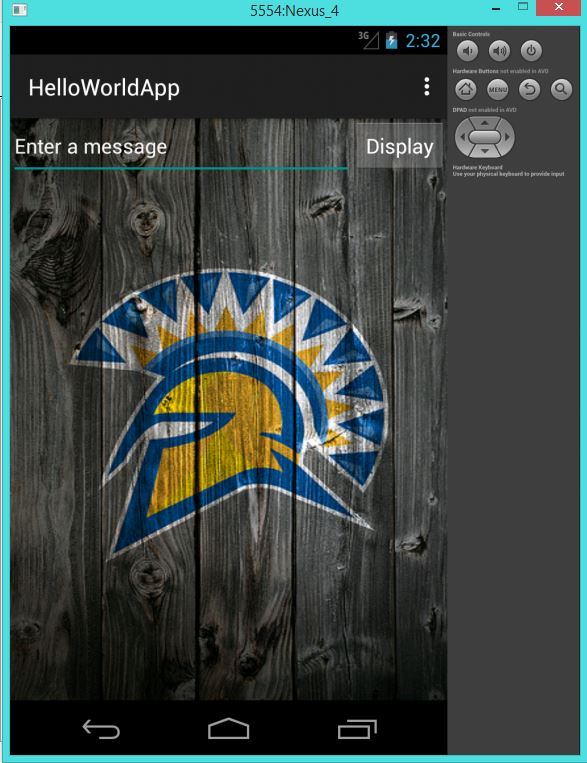 5554:Nexus_4
3G
2:32
HelloWorldApp
Enter a message
Display
Basic Controls
Hardware Buttons not enabled in AVD
MENU
DPAD not enabled in AVD
Hardware Keyboard
Use your physical keyboard to provide input